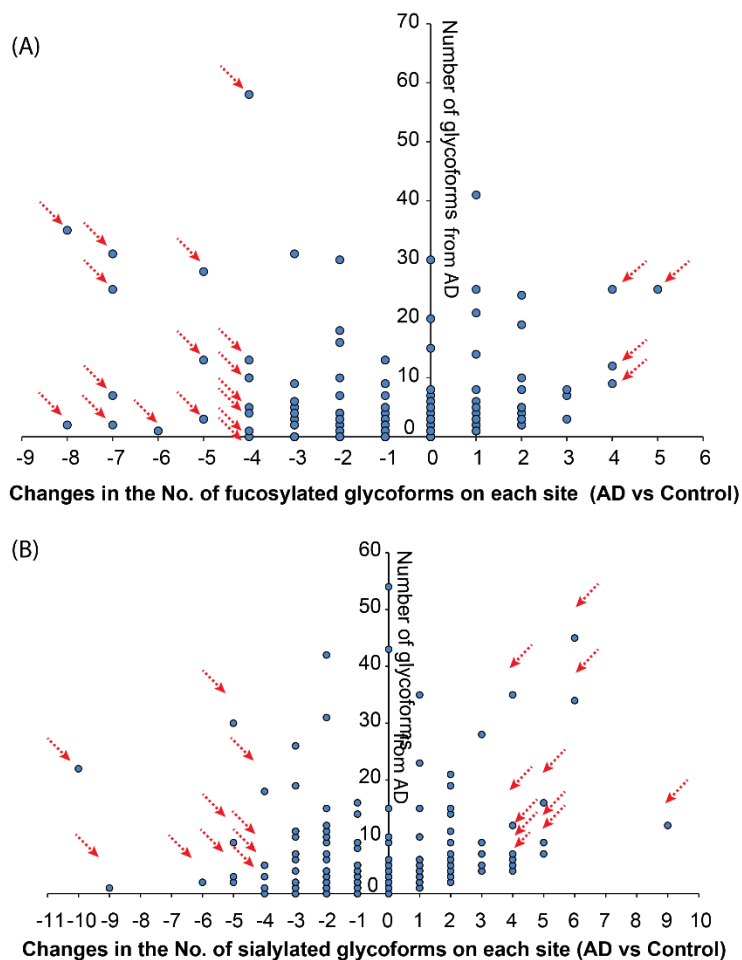 (A)
70
60
50
40
30
20
10
0
Number of glycoforms from AD
-9 -8 -7 -6 -5 -4 -3 -2 -1 0 1 2 3 4 5 6
Changes in the No. of fucosylated glycoforms on each site (AD vs Control)
(B)
60
50
40
30
20
10
0
Number of glycoforms
from AD
-11 -10 -9 -8 -7 -6 -5 -4 -3 -2 -1 0 1 2 3 4 5 6 7 8 9 10
Changes in the No. of sialylated glycoforms on each site (AD vs Control)